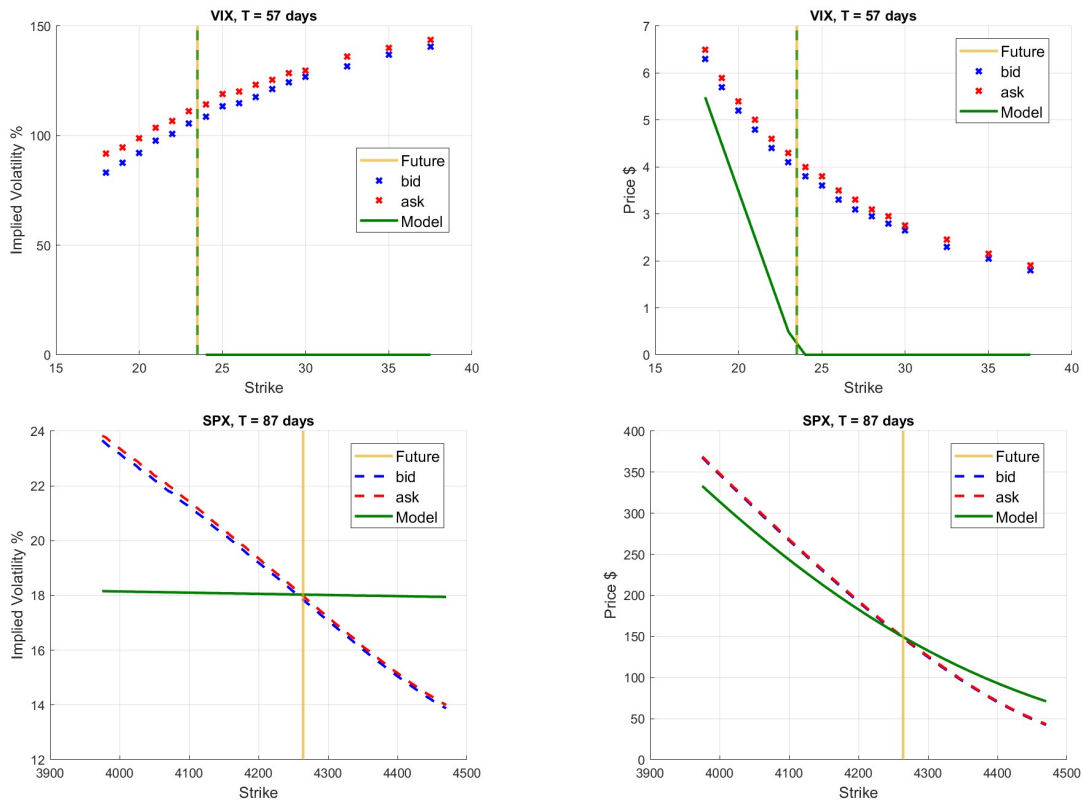 VIX, T = 57 days
150
100
50
0
15
20
25
30
35
40
Implied Volatility %
Strike
Future
bid
ask
Model
VIX, T = 57 days
7
6
5
4
3
2
1
0
15
20
25
30
35
40
Price $
Strike
Future
bid
ask
Model
SPX, T = 87 days
24
22
20
18
16
14
12
3900
4000
4100
4200
4300
4400
4500
Implied Volatility %
Strike
Future
bid
ask
Model
SPX, T = 87 days
400
350
300
250
200
150
100
50
0
3900
4000
4100
4200
4300
4400
4500
Price $
Strike
Future
bid
ask
Model